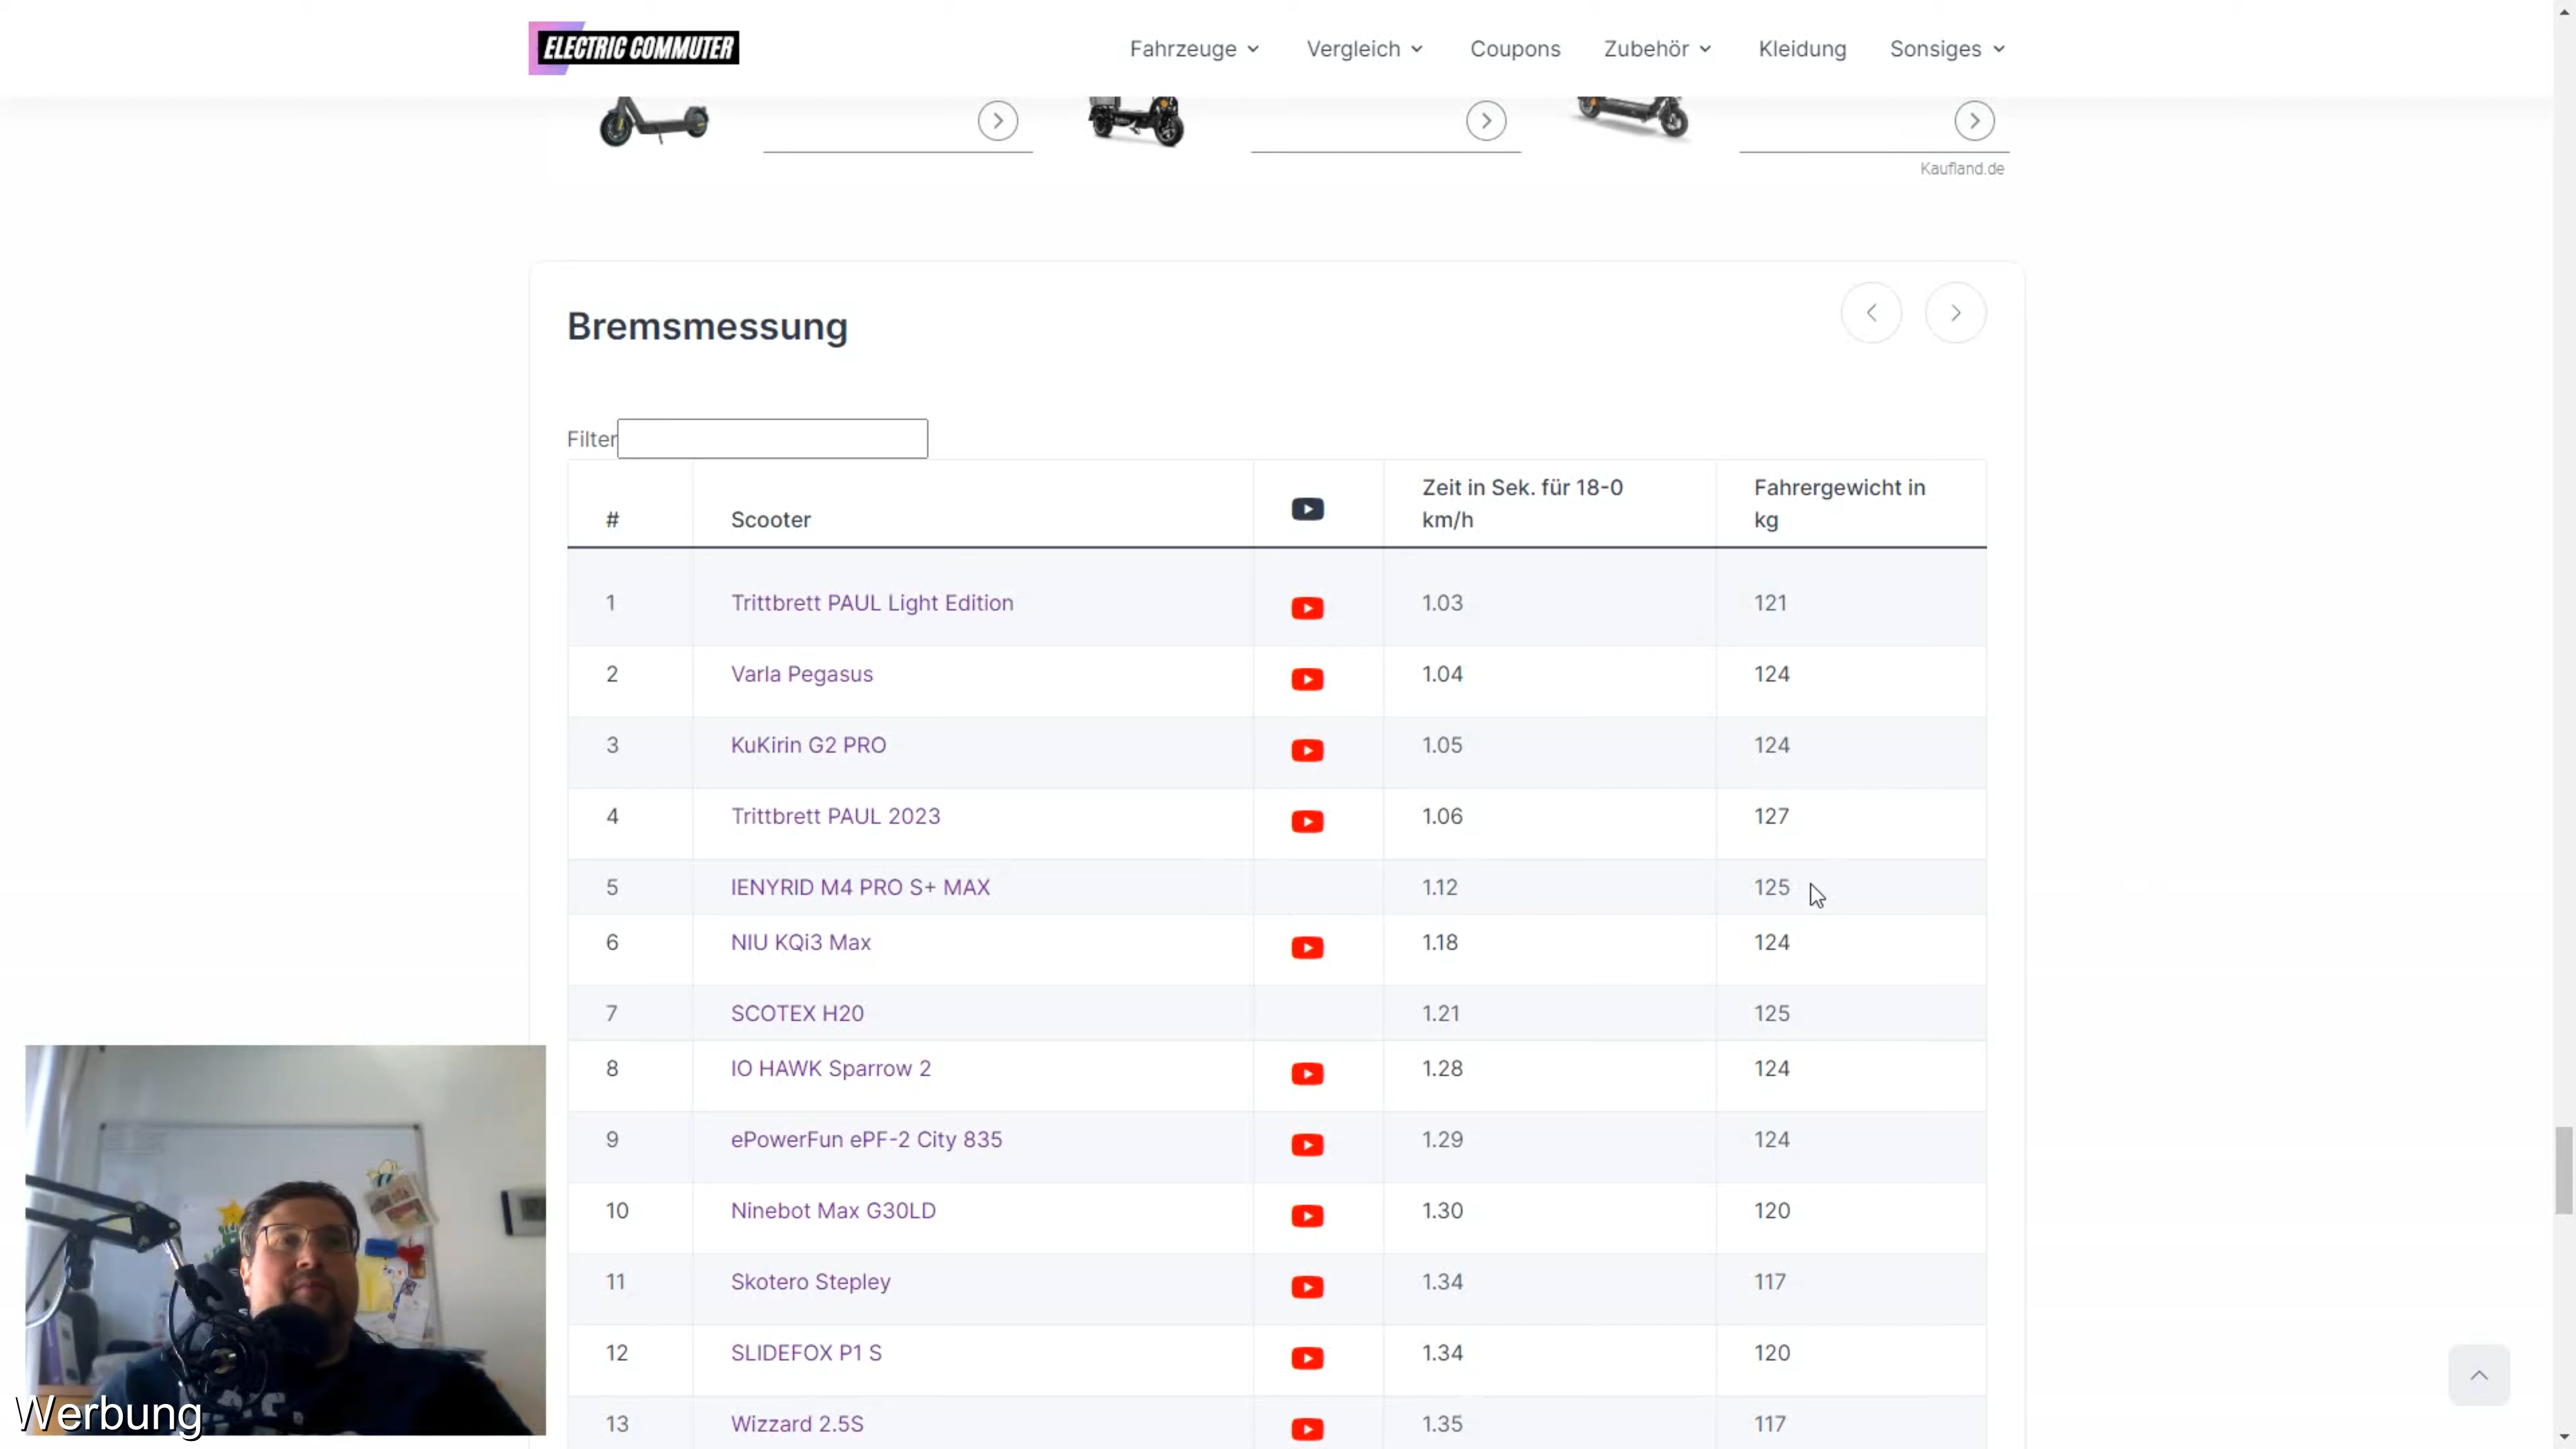 ELECTRIC COMMUTER
Fahrzeuge Vergleich Coupons Zubehör Kleidung Sonsiges
Kaufland.de
Bremsmessung
Filter
# Scooter Zeit in Sek. für 18-0 km/h Fahrergewicht in kg
1 Trittbrett PAUL Light Edition 1.03 121
2 Varla Pegasus 1.04 124
3 KuKirin G2 PRO 1.05 124
4 Trittbrett PAUL 2023 1.06 127
5 IENYRID M4 PRO S+ MAX 1.12 125
6 NIU KQi3 Max 1.18 124
7 SCOTEX H20 1.21 125
8 IO HAWK Sparrow 2 1.28 124
9 ePowerFun ePF-2 City 835 1.29 124
10 Ninebot Max G30LD 1.30 120
11 Skotero Stepley 1.34 117
12 SLIDEFOX P1 S 1.34 120
13 Wizzard 2.5S 1.35 117
Werbung